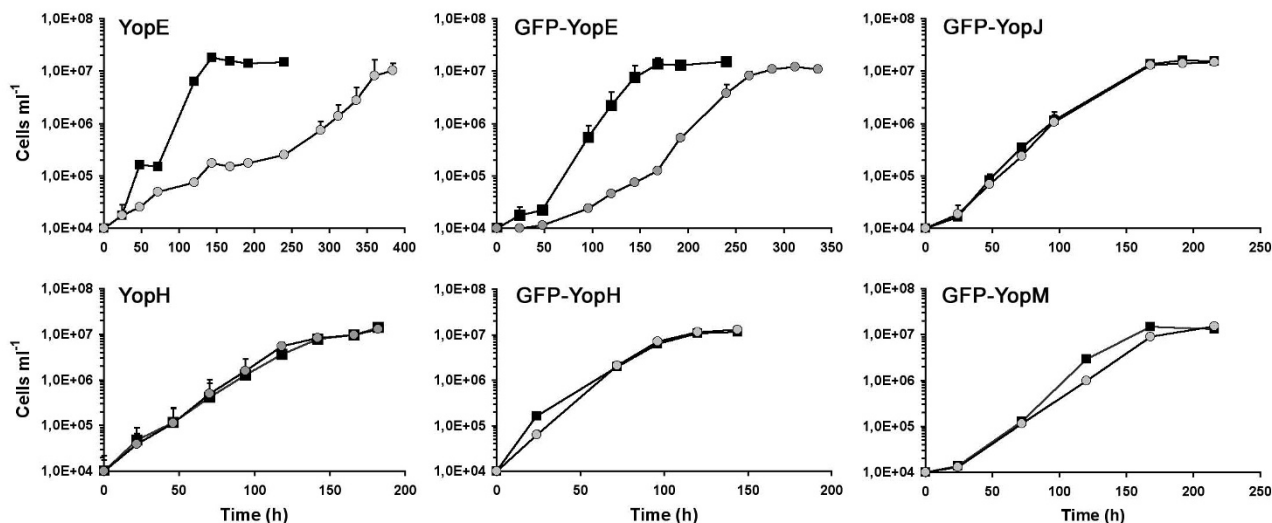 YopE
GFP-YopE
GFP-YopJ
Cells ml-1
1,0E+08
1,0E+07
1,0E+06
1,0E+05
1,0E+04
0 50 100 150 200 250 300 350 400
1,0E+08
1,0E+07
1,0E+06
1,0E+05
1,0E+04
0 50 100 150 200 250 300 350
1,0E+08
1,0E+07
1,0E+06
1,0E+05
1,0E+04
0 50 100 150 200 250
YopH
GFP-YopH
GFP-YopM
Cells ml-1
1,0E+08
1,0E+07
1,0E+06
1,0E+05
1,0E+04
0 50 100 150 200
Time (h)
1,0E+08
1,0E+07
1,0E+06
1,0E+05
1,0E+04
0 50 100 150 200
Time (h)
1,0E+08
1,0E+07
1,0E+06
1,0E+05
1,0E+04
0 50 100 150 200 250
Time (h)